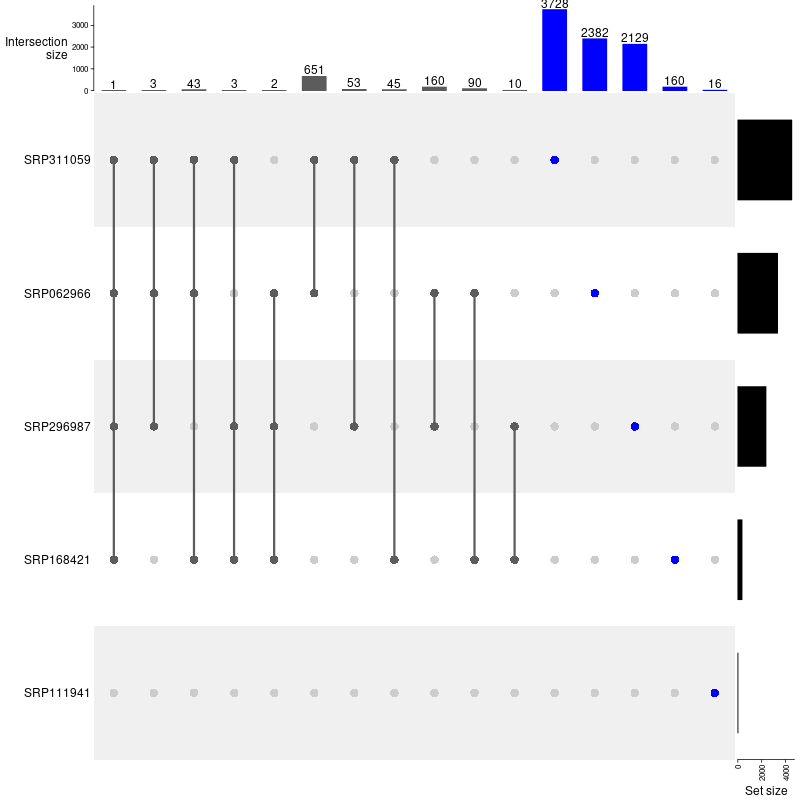 3728
2382
2129
3000
2000
1000
0
Intersection
size
651
160
90
160
1
3
43
3
2
53
45
10
16
SRP311059
SRP062966
SRP296987
SRP168421
SRP111941
0
2000
4000
Set size